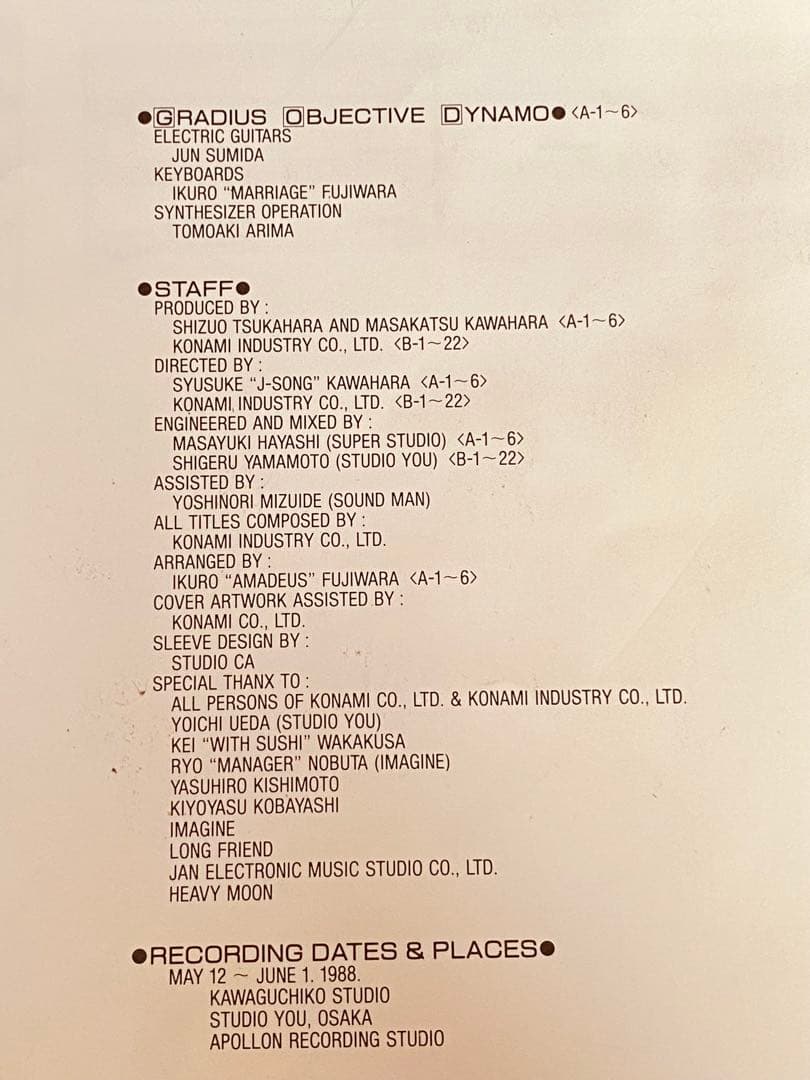 ●GRADIUS OBJECTIVE DYNAMO● <A-1~6>
ELECTRIC GUITARS
JUN SUMIDA
KEYBOARDS
IKURO “MARRIAGE” FUJIWARA
SYNTHESIZER OPERATION
TOMOAKI ARIMA
●STAFF●
PRODUCED BY :
SHIZUO TSUKAHARA AND MASAKATSU KAWAHARA <A-1~6>
KONAMI INDUSTRY CO., LTD. <B-1~22>
DIRECTED BY :
SYUSUKE “J-SONG” KAWAHARA <A-1~6>
KONAMI INDUSTRY CO., LTD. <B-1~22>
ENGINEERED AND MIXED BY :
MASAYUKI HAYASHI (SUPER STUDIO) <A-1~6>
SHIGERU YAMAMOTO (STUDIO YOU) <B-1~22>
ASSISTED BY :
YOSHINORI MIZUIDE (SOUND MAN)
ALL TITLES COMPOSED BY :
KONAMI INDUSTRY CO., LTD.
ARRANGED BY :
IKURO “AMADEUS” FUJIWARA <A-1~6>
COVER ARTWORK ASSISTED BY :
KONAMI CO., LTD.
SLEEVE DESIGN BY :
STUDIO CA
SPECIAL THANX TO :
ALL PERSONS OF KONAMI CO., LTD. & KONAMI INDUSTRY CO., LTD.
YOICHI UEDA (STUDIO YOU)
KEI “WITH SUSHI” WAKAKUSA
RYO “MANAGER” NOBUTA (IMAGINE)
YASUHIRO KISHIMOTO
KIYOYASU KOBAYASHI
IMAGINE
LONG FRIEND
JAN ELECTRONIC MUSIC STUDIO CO., LTD.
HEAVY MOON
●RECORDING DATES & PLACES●
MAY 12 ~ JUNE 1. 1988.
KAWAGUCHIKO STUDIO
STUDIO YOU, OSAKA
APOLLON RECORDING STUDIO